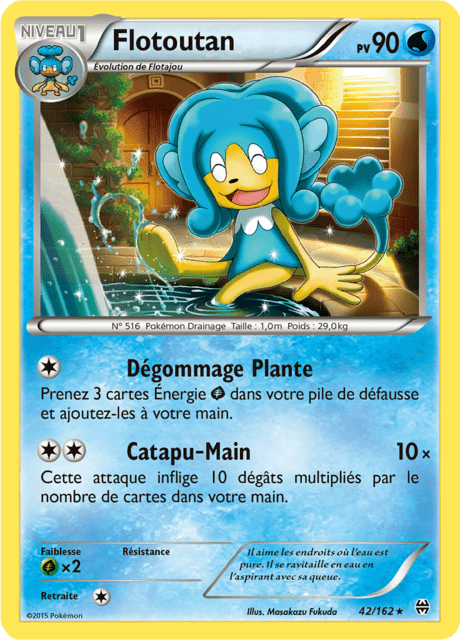 NIVEAU 1
Flotoutan
PV 90
Évolution de Flotajou
N° 516 Pokémon Drainage Taille : 1,0m Poids : 29,0kg
Dégommage Plante
Prenez 3 cartes Énergie dans votre pile de défausse
et ajoutez-les à votre main.
Catapu-Main 10×
Cette attaque inflige 10 dégâts multipliés par le
nombre de cartes dans votre main.
Faiblesse
×2
Résistance
Retraite
Il aime les endroits où l'eau est
pure. Il se ravitaille en eau en
l'aspirant avec sa queue.
©2015 Pokémon
Illus. Masakazu Fukuda
42/162★